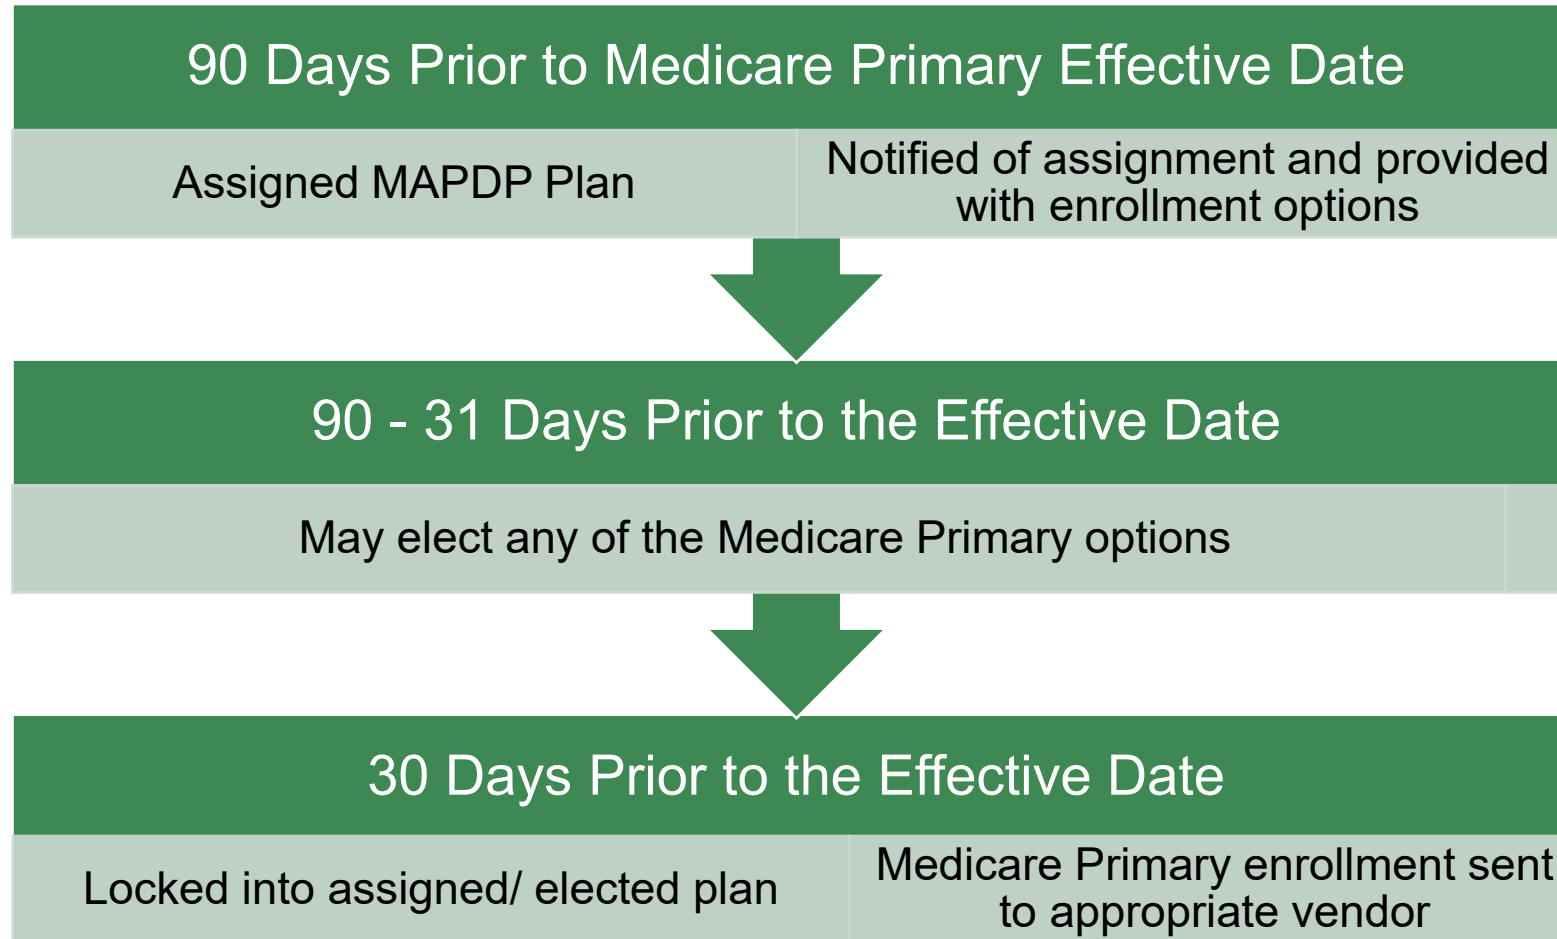 90 Days Prior to Medicare Primary Effective Date
Assigned MAPDP Plan
Notified of assignment and provided
with enrollment options
90 - 31 Days Prior to the Effective Date
May elect any of the Medicare Primary options
30 Days Prior to the Effective Date
Locked into assigned/ elected plan
Medicare Primary enrollment sent
to appropriate vendor